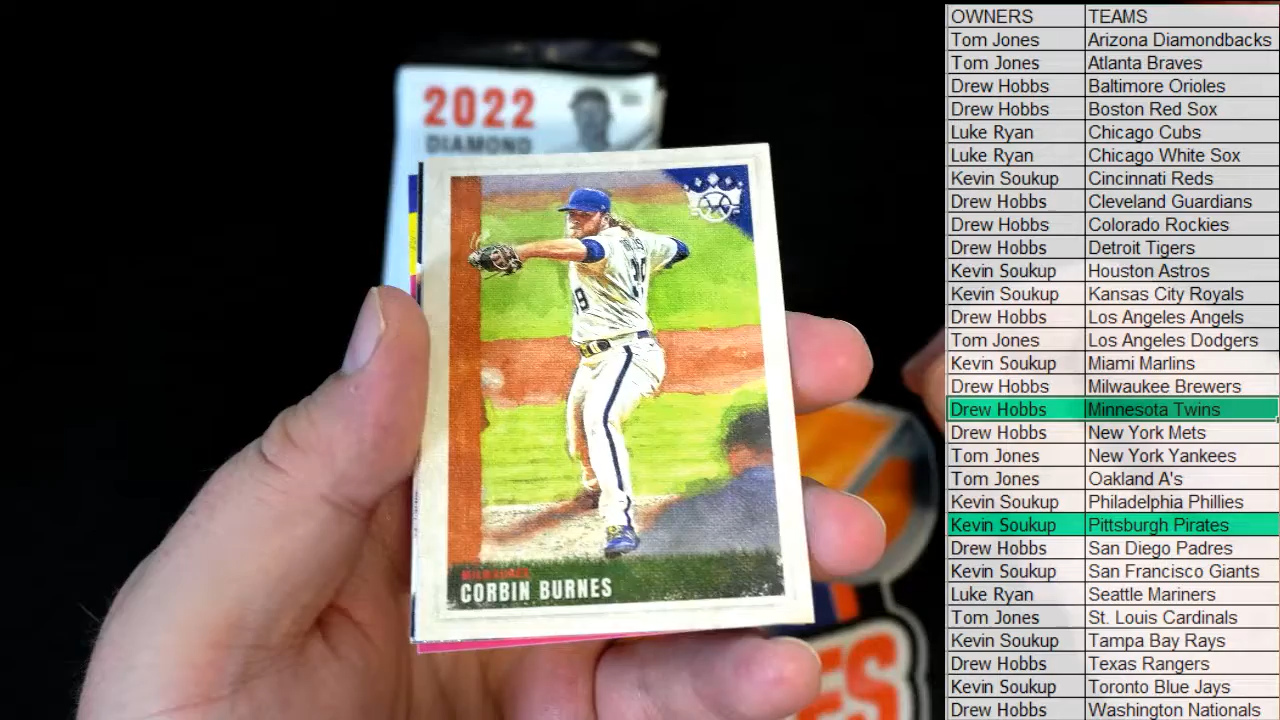 2022
DIAMOND
MILWAUKEE
CORBIN BURNES
OWNERS TEAMS
Tom Jones Arizona Diamondbacks
Tom Jones Atlanta Braves
Drew Hobbs Baltimore Orioles
Drew Hobbs Boston Red Sox
Luke Ryan Chicago Cubs
Luke Ryan Chicago White Sox
Kevin Soukup Cincinnati Reds
Drew Hobbs Cleveland Guardians
Drew Hobbs Colorado Rockies
Drew Hobbs Detroit Tigers
Kevin Soukup Houston Astros
Kevin Soukup Kansas City Royals
Drew Hobbs Los Angeles Angels
Tom Jones Los Angeles Dodgers
Kevin Soukup Miami Marlins
Drew Hobbs Milwaukee Brewers
Drew Hobbs Minnesota Twins
Drew Hobbs New York Mets
Tom Jones New York Yankees
Tom Jones Oakland A's
Kevin Soukup Philadelphia Phillies
Kevin Soukup Pittsburgh Pirates
Drew Hobbs San Diego Padres
Kevin Soukup San Francisco Giants
Luke Ryan Seattle Mariners
Tom Jones St. Louis Cardinals
Kevin Soukup Tampa Bay Rays
Drew Hobbs Texas Rangers
Kevin Soukup Toronto Blue Jays
Drew Hobbs Washington Nationals